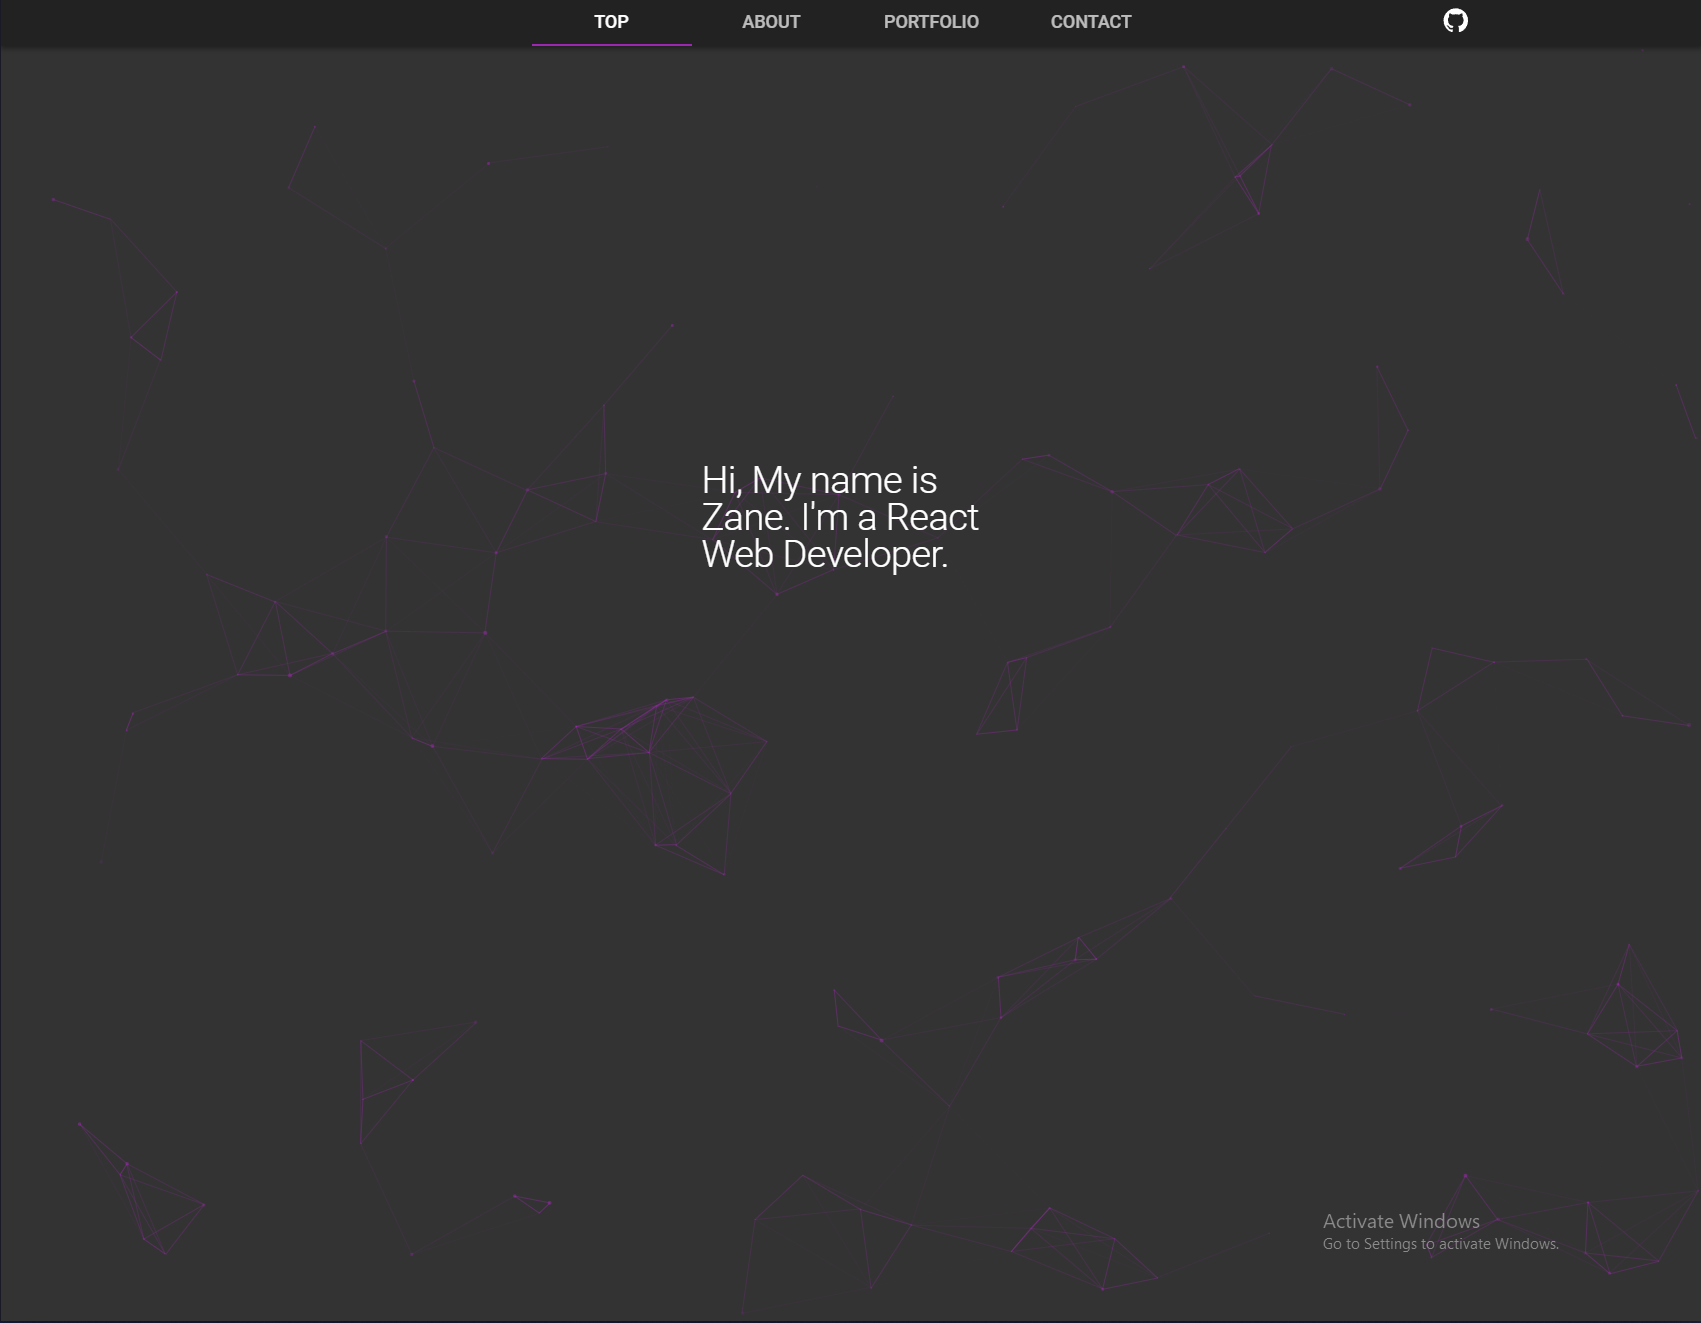 TOP ABOUT PORTFOLIO CONTACT
Hi, My name is
Zane. I'm a React
Web Developer.
Activate Windows
Go to Settings to activate Windows.